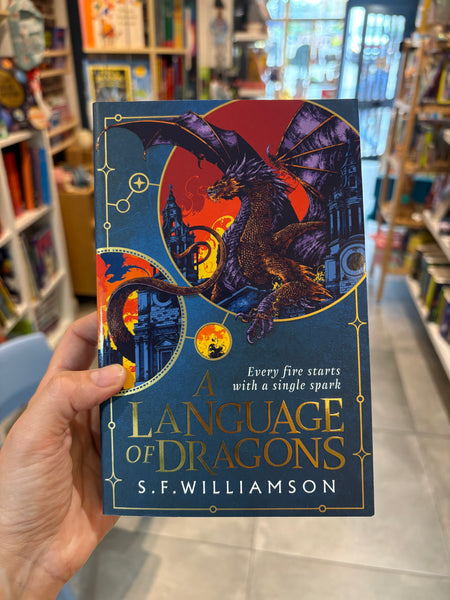 Every fire starts
with a single spark
A
LANGUAGE
OF DRAGONS
S.F.WILLIAMSON